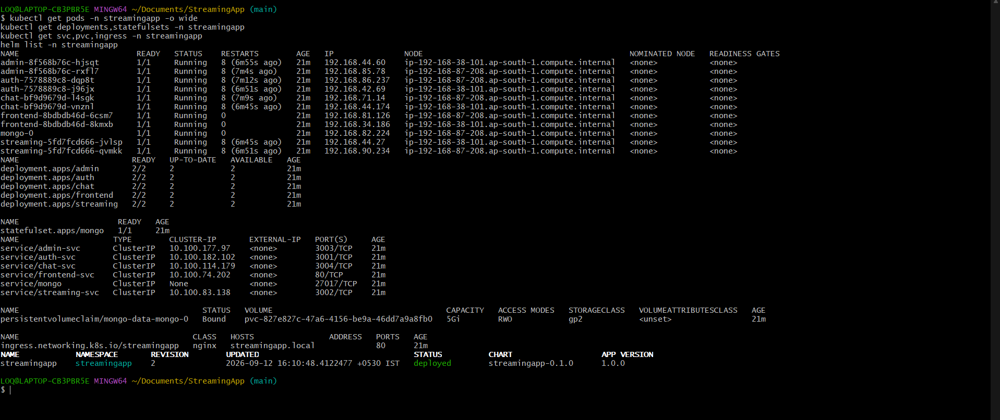 LOQ@LAPTOP-CB3PBR5E MINGW64 ~/Documents/StreamingApp (main)
$ kubectl get pods -n streamingapp -o wide
kubectl get deployments,statefulsets -n streamingapp
kubectl get svc,pvc,ingress -n streamingapp
helm list -n streamingapp
NAME READY STATUS RESTARTS AGE IP NODE NOMINATED NODE READINESS GATES
admin-8f568b76c-hjsqt 1/1 Running 8 (6m55s ago) 21m 192.168.44.60 ip-192-168-38-101.ap-south-1.compute.internal <none> <none>
admin-8f568b76c-rxfl7 1/1 Running 8 (7m4s ago) 21m 192.168.85.78 ip-192-168-87-208.ap-south-1.compute.internal <none> <none>
auth-7578889c8-dqp8t 1/1 Running 8 (7m12s ago) 21m 192.168.86.237 ip-192-168-87-208.ap-south-1.compute.internal <none> <none>
auth-7578889c8-j96jx 1/1 Running 8 (6m51s ago) 21m 192.168.42.69 ip-192-168-38-101.ap-south-1.compute.internal <none> <none>
chat-bf9d9679d-l4sgk 1/1 Running 8 (7m9s ago) 21m 192.168.71.14 ip-192-168-87-208.ap-south-1.compute.internal <none> <none>
chat-bf9d9679d-vnznl 1/1 Running 8 (6m45s ago) 21m 192.168.44.174 ip-192-168-38-101.ap-south-1.compute.internal <none> <none>
frontend-8bdbdb46d-6csm7 1/1 Running 0 21m 192.168.81.126 ip-192-168-87-208.ap-south-1.compute.internal <none> <none>
frontend-8bdbdb46d-8kmxb 1/1 Running 0 21m 192.168.34.186 ip-192-168-38-101.ap-south-1.compute.internal <none> <none>
mongo-0 1/1 Running 0 21m 192.168.82.224 ip-192-168-87-208.ap-south-1.compute.internal <none> <none>
streaming-5fd7fcd666-jvlsp 1/1 Running 8 (6m45s ago) 21m 192.168.44.27 ip-192-168-38-101.ap-south-1.compute.internal <none> <none>
streaming-5fd7fcd666-qvmkk 1/1 Running 8 (6m51s ago) 21m 192.168.90.234 ip-192-168-87-208.ap-south-1.compute.internal <none> <none>
NAME READY UP-TO-DATE AVAILABLE AGE
deployment.apps/admin 2/2 2 2 21m
deployment.apps/auth 2/2 2 2 21m
deployment.apps/chat 2/2 2 2 21m
deployment.apps/frontend 2/2 2 2 21m
deployment.apps/streaming 2/2 2 2 21m
NAME READY AGE
statefulset.apps/mongo 1/1 21m
NAME TYPE CLUSTER-IP EXTERNAL-IP PORT(S) AGE
service/admin-svc ClusterIP 10.100.177.97 <none> 3003/TCP 21m
service/auth-svc ClusterIP 10.100.182.102 <none> 3001/TCP 21m
service/chat-svc ClusterIP 10.100.114.179 <none> 3004/TCP 21m
service/frontend-svc ClusterIP 10.100.74.202 <none> 80/TCP 21m
service/mongo ClusterIP None <none> 27017/TCP 21m
service/streaming-svc ClusterIP 10.100.83.138 <none> 3002/TCP 21m
NAME STATUS VOLUME CAPACITY ACCESS MODES STORAGECLASS VOLUMEATTRIBUTESCLASS AGE
persistentvolumeclaim/mongo-data-mongo-0 Bound pvc-827e827c-47a6-4156-be9a-46dd7a9a8fb0 5Gi RWO gp2 <unset> 21m
NAME CLASS HOSTS ADDRESS PORTS AGE
ingress.networking.k8s.io/streamingapp nginx streamingapp.local 80 21m
NAME NAMESPACE REVISION UPDATED STATUS CHART APP VERSION
streamingapp streamingapp 2 2026-09-12 16:10:48.4122477 +0530 IST deployed streamingapp-0.1.0 1.0.0
LOQ@LAPTOP-CB3PBR5E MINGW64 ~/Documents/StreamingApp (main)
$